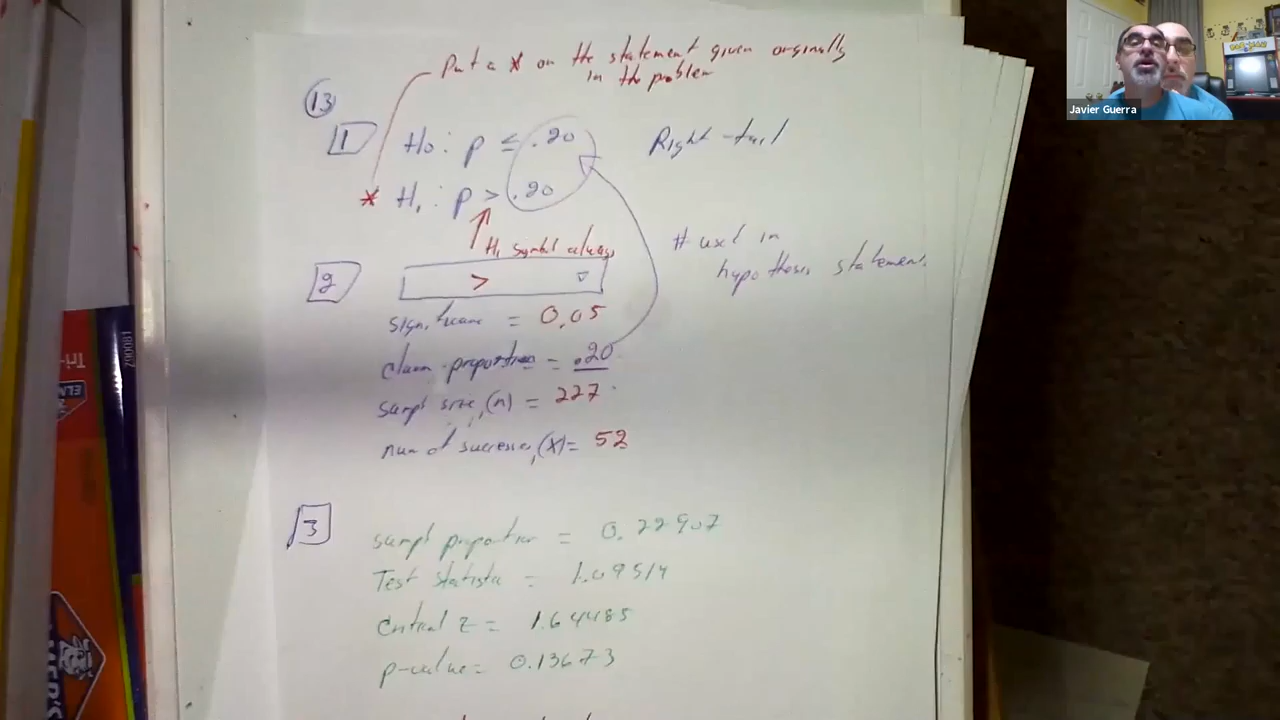 Put a * on the statement given originally
in the problem
13
1 H0: p ≤ .20 Right-tail
* H1: p > .20
H1 symbol always
# used in
hypothesis statements
2 >
significance = 0.05
claim proportion = .20
sample size, (n) = 227
num of successes, (x) = 52
3
sample proportion = 0.22907
Test statistic = 1.09514
Critical z = 1.64485
p-value = 0.13673
Javier Guerra